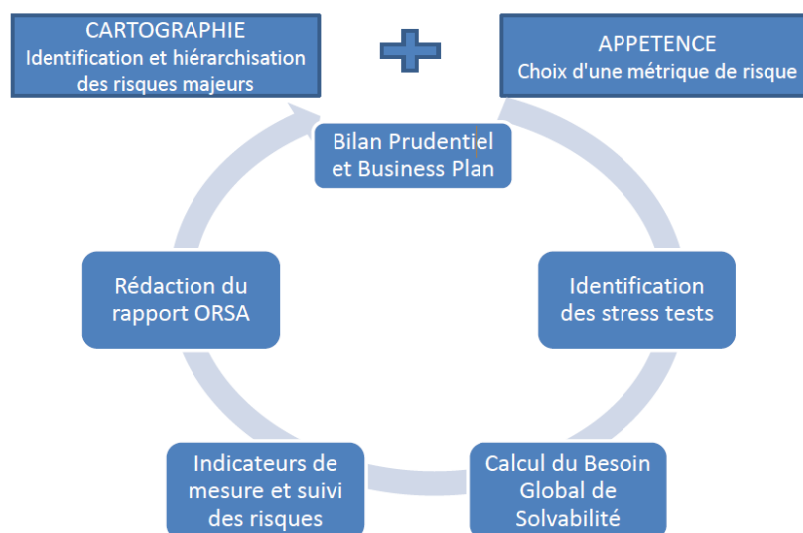 CARTOGRAPHIE
Identification et hiérarchisation
des risques majeurs
APPETENCE
Choix d'une métrique de risque
Bilan Prudentiel
et Business Plan
Identification
des stress tests
Calcul du Besoin
Global de
Solvabilité
Indicateurs de
mesure et suivi
des risques
Rédaction du
rapport ORSA